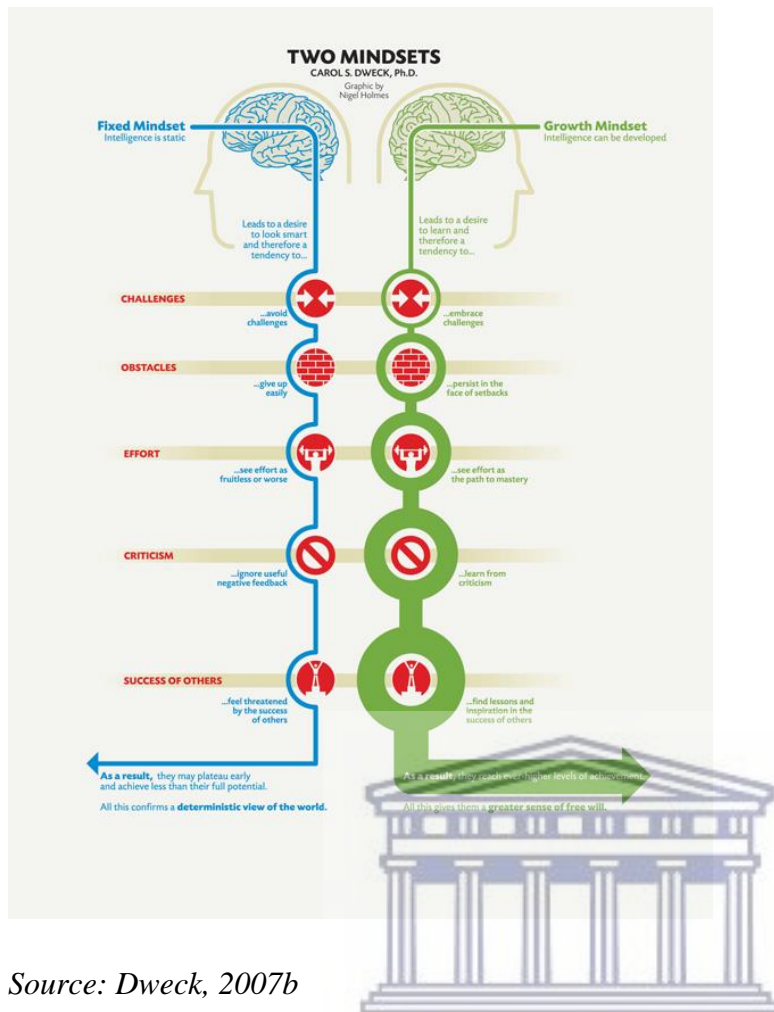 TWO MINDSETS
CAROL S. DWECK, Ph.D.
Graphic by
Nigel Holmes
Fixed Mindset
Intelligence is static
Growth Mindset
Intelligence can be developed
Leads to a desire
to look smart
and therefore a
tendency to...
Leads to a desire
to learn and
therefore a
tendency to...
CHALLENGES
...avoid
challenges
...embrace
challenges
OBSTACLES
...give up
easily
...persist in the
face of setbacks
EFFORT
...see effort as
fruitless or worse
...see effort as
the path to mastery
CRITICISM
...ignore useful
negative feedback
...learn from
criticism
SUCCESS OF OTHERS
...feel threatened
by the success
of others
...find lessons and
inspiration in the
success of others
As a result, they may plateau early
and achieve less than their full potential.
All this confirms a deterministic view of the world.
As a result, they reach ever-higher levels of achievement.
All this gives them a greater sense of free will.
Source: Dweck, 2007b